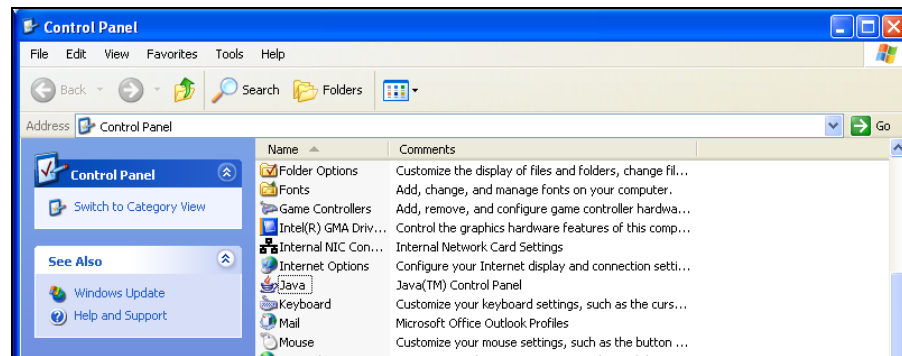 Control Panel
File Edit View Favorites Tools Help
Back Search Folders
Address Control Panel Go
Control Panel
Switch to Category View
See Also
Windows Update
Help and Support
Name Comments
Folder Options Customize the display of files and folders, change fil...
Fonts Add, change, and manage fonts on your computer.
Game Controllers Add, remove, and configure game controller hardwa...
Intel(R) GMA Driv... Control the graphics hardware features of this comp...
Internal NIC Con... Internal Network Card Settings
Internet Options Configure your Internet display and connection setti...
Java Java(TM) Control Panel
Keyboard Customize your keyboard settings, such as the curs...
Mail Microsoft Office Outlook Profiles
Mouse Customize your mouse settings, such as the button ...